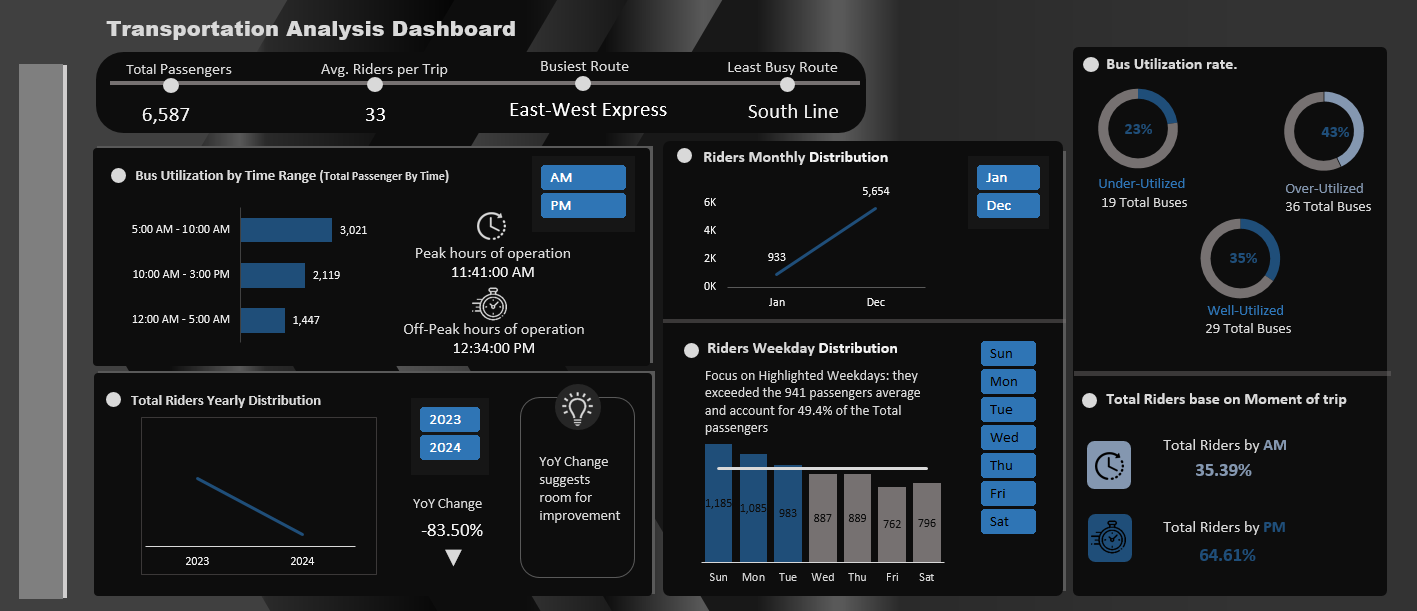 Transportation Analysis Dashboard
Total Passengers
6,587
Avg. Riders per Trip
33
Busiest Route
East-West Express
Least Busy Route
South Line
Bus Utilization by Time Range (Total Passenger By Time)
AM
PM
5:00 AM - 10:00 AM
3,021
10:00 AM - 3:00 PM
2,119
12:00 AM - 5:00 AM
1,447
Peak hours of operation
11:41:00 AM
Off-Peak hours of operation
12:34:00 PM
Total Riders Yearly Distribution
2023
2024
2023
2024
YoY Change
-83.50%
YoY Change
suggests
room for
improvement
Riders Monthly Distribution
Jan
Dec
6K
4K
2K
0K
933
5,654
Jan
Dec
Riders Weekday Distribution
Focus on Highlighted Weekdays: they
exceeded the 941 passengers average
and account for 49.4% of the Total
passengers
1,185
1,085
983
887
889
762
796
Sun
Mon
Tue
Wed
Thu
Fri
Sat
Sun
Mon
Tue
Wed
Thu
Fri
Sat
Bus Utilization rate.
23%
Under-Utilized
19 Total Buses
43%
Over-Utilized
36 Total Buses
35%
Well-Utilized
29 Total Buses
Total Riders base on Moment of trip
Total Riders by AM
35.39%
Total Riders by PM
64.61%